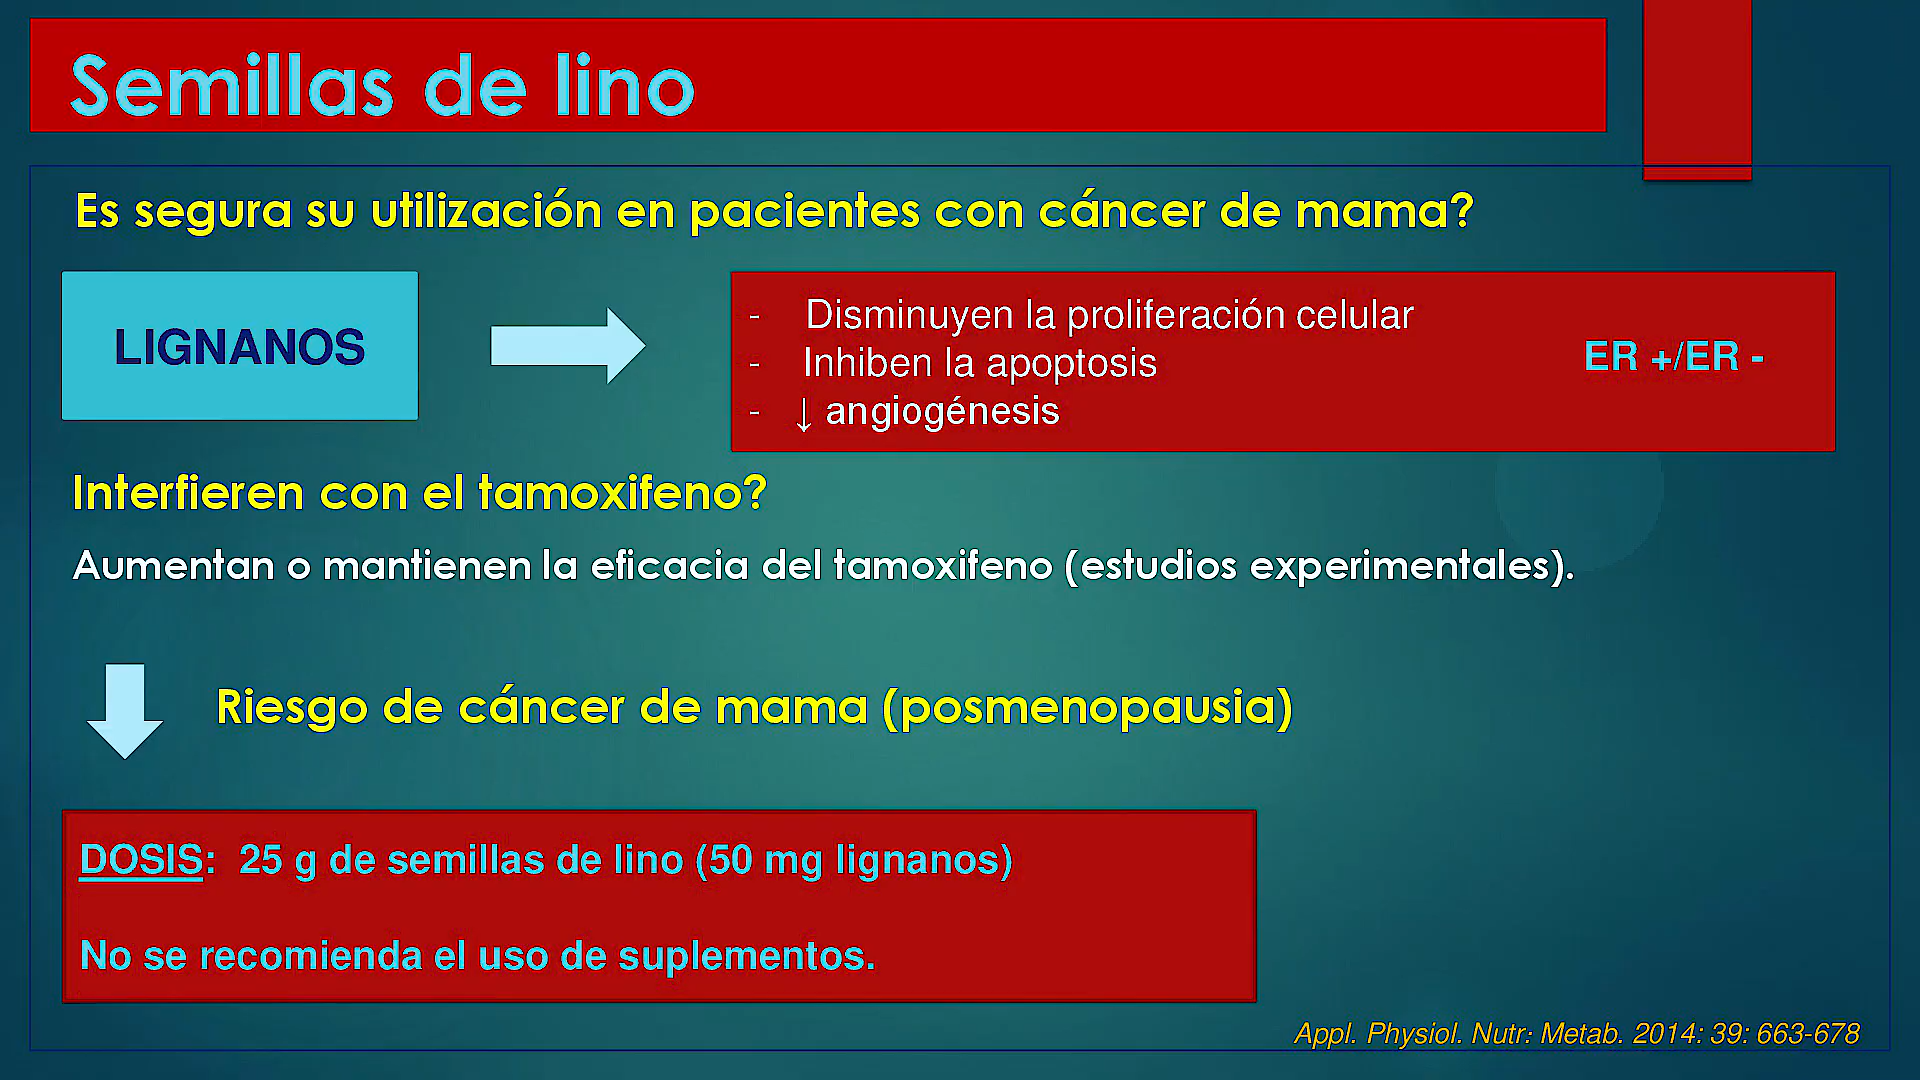 Semillas de lino
Es segura su utilización en pacientes con cáncer de mama?
LIGNANOS
- Disminuyen la proliferación celular
- Inhiben la apoptosis
- ↓ angiogénesis
ER +/ER -
Interfieren con el tamoxifeno?
Aumentan o mantienen la eficacia del tamoxifeno (estudios experimentales).
Riesgo de cáncer de mama (posmenopausia)
DOSIS: 25 g de semillas de lino (50 mg lignanos)
No se recomienda el uso de suplementos.
Appl. Physiol. Nutr: Metab. 2014: 39: 663-678